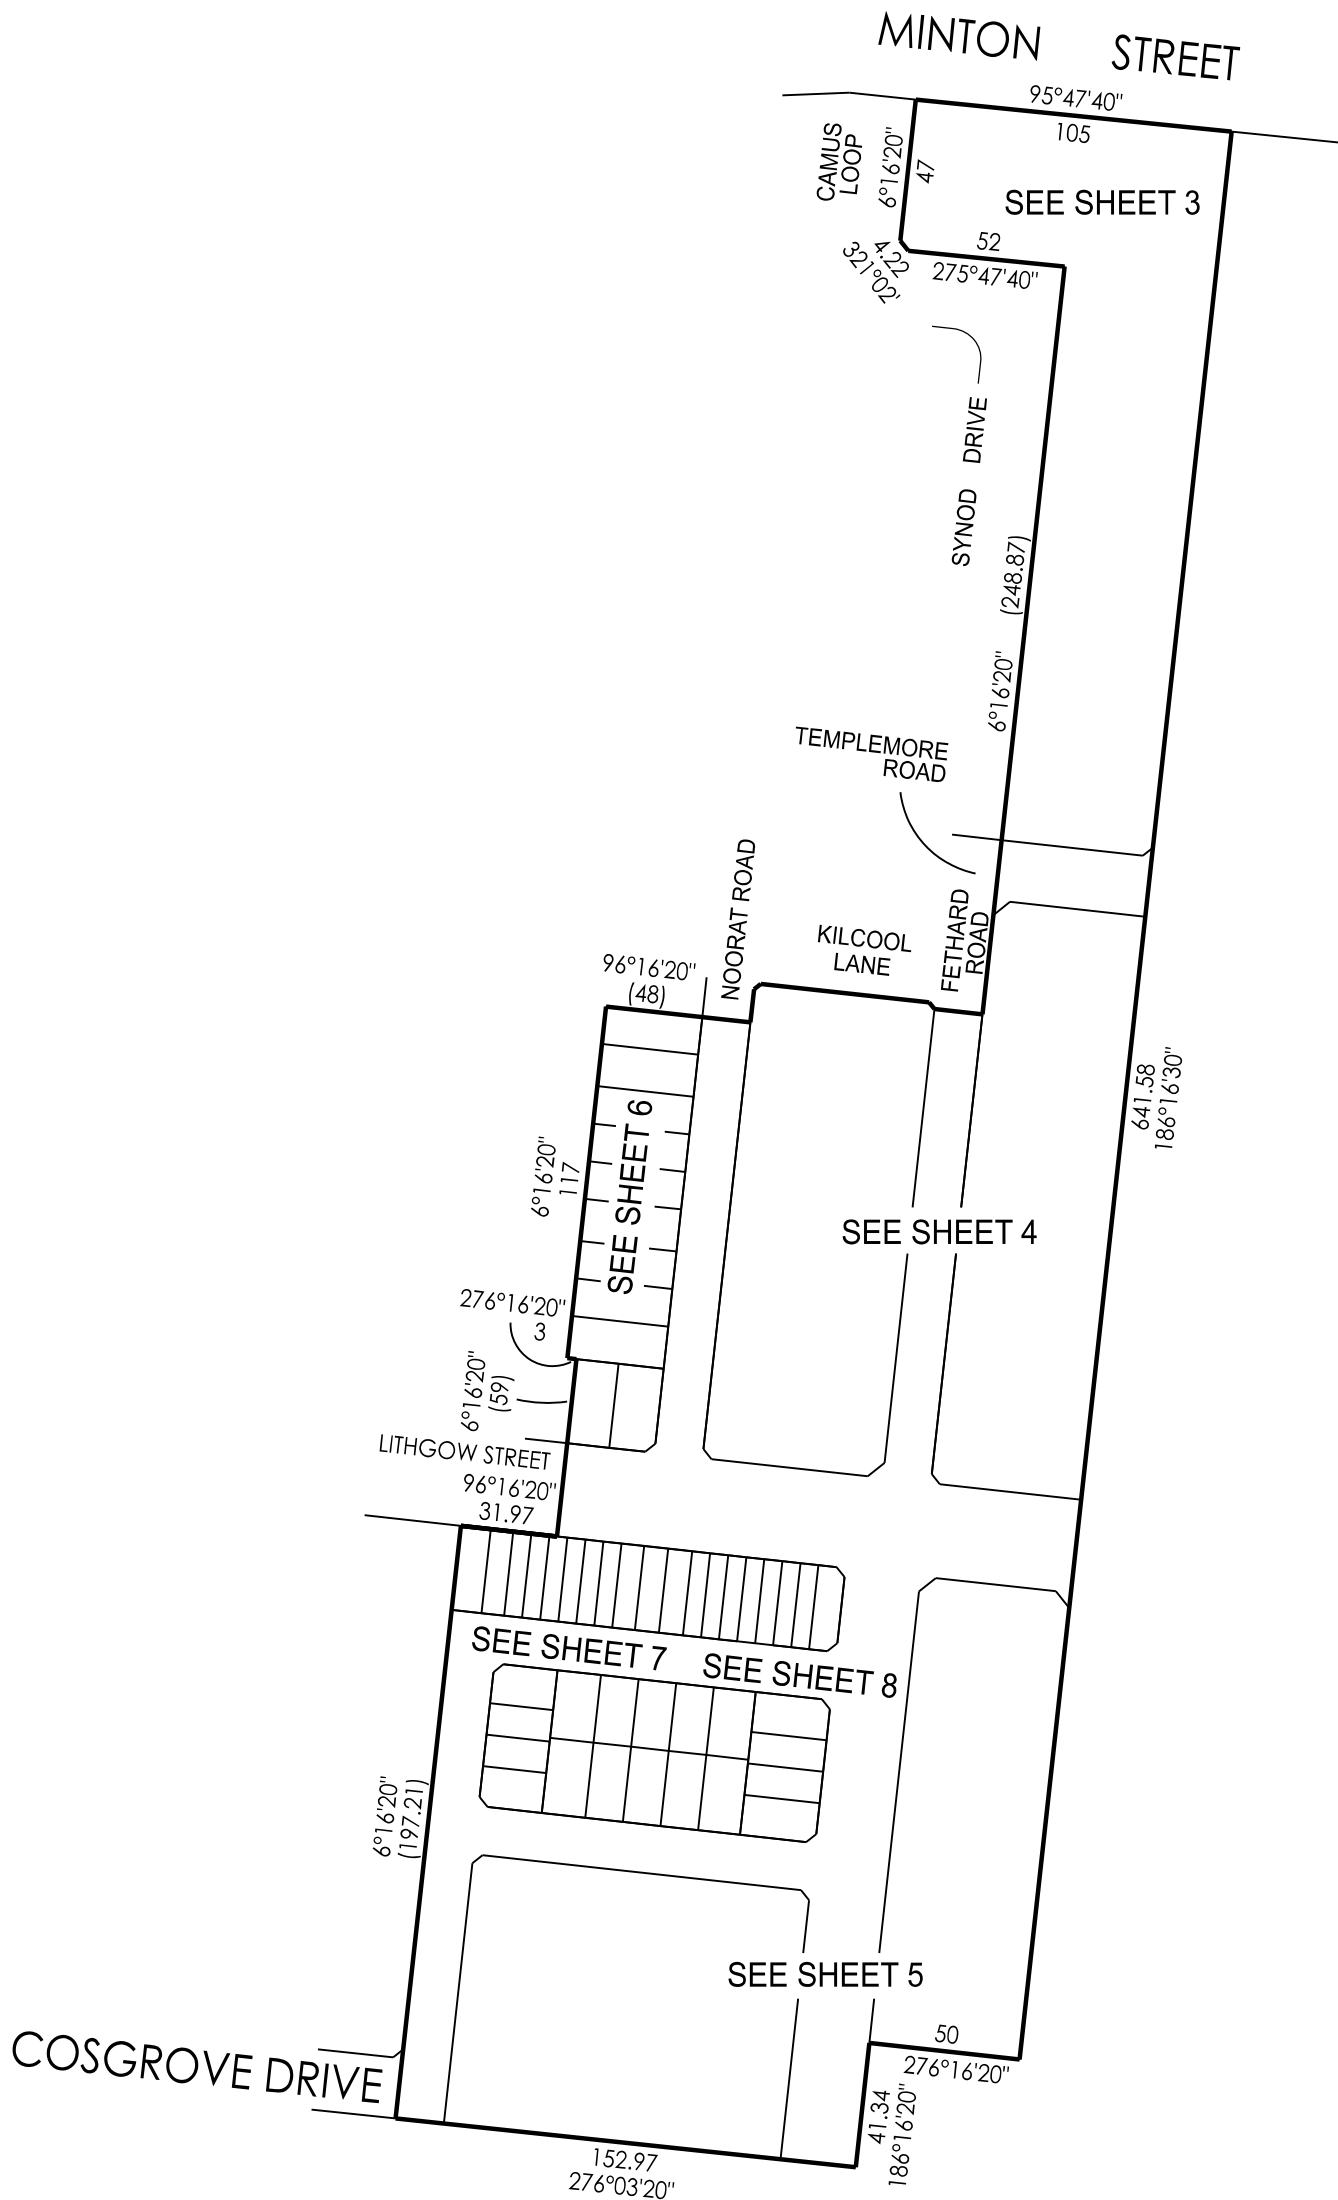 MINTON STREET
95°47'40"
105
CAMUS
LOOP
6°16'20"
47
SEE SHEET 3
52
275°47'40"
4.22
321°02'
SYNOD DRIVE
(248.87)
6°16'20"
TEMPLEMORE
ROAD
NOORAT ROAD
KILCOOL
LANE
FETHARD
ROAD
96°16'20"
(48)
641.58
186°16'30"
SEE SHEET 6
6°16'20"
117
SEE SHEET 4
276°16'20"
3
6°16'20"
(59)
LITHGOW STREET
96°16'20"
31.97
SEE SHEET 7
SEE SHEET 8
6°16'20"
(197.21)
SEE SHEET 5
50
276°16'20"
COSGROVE DRIVE
41.34
186°16'20"
152.97
276°03'20"